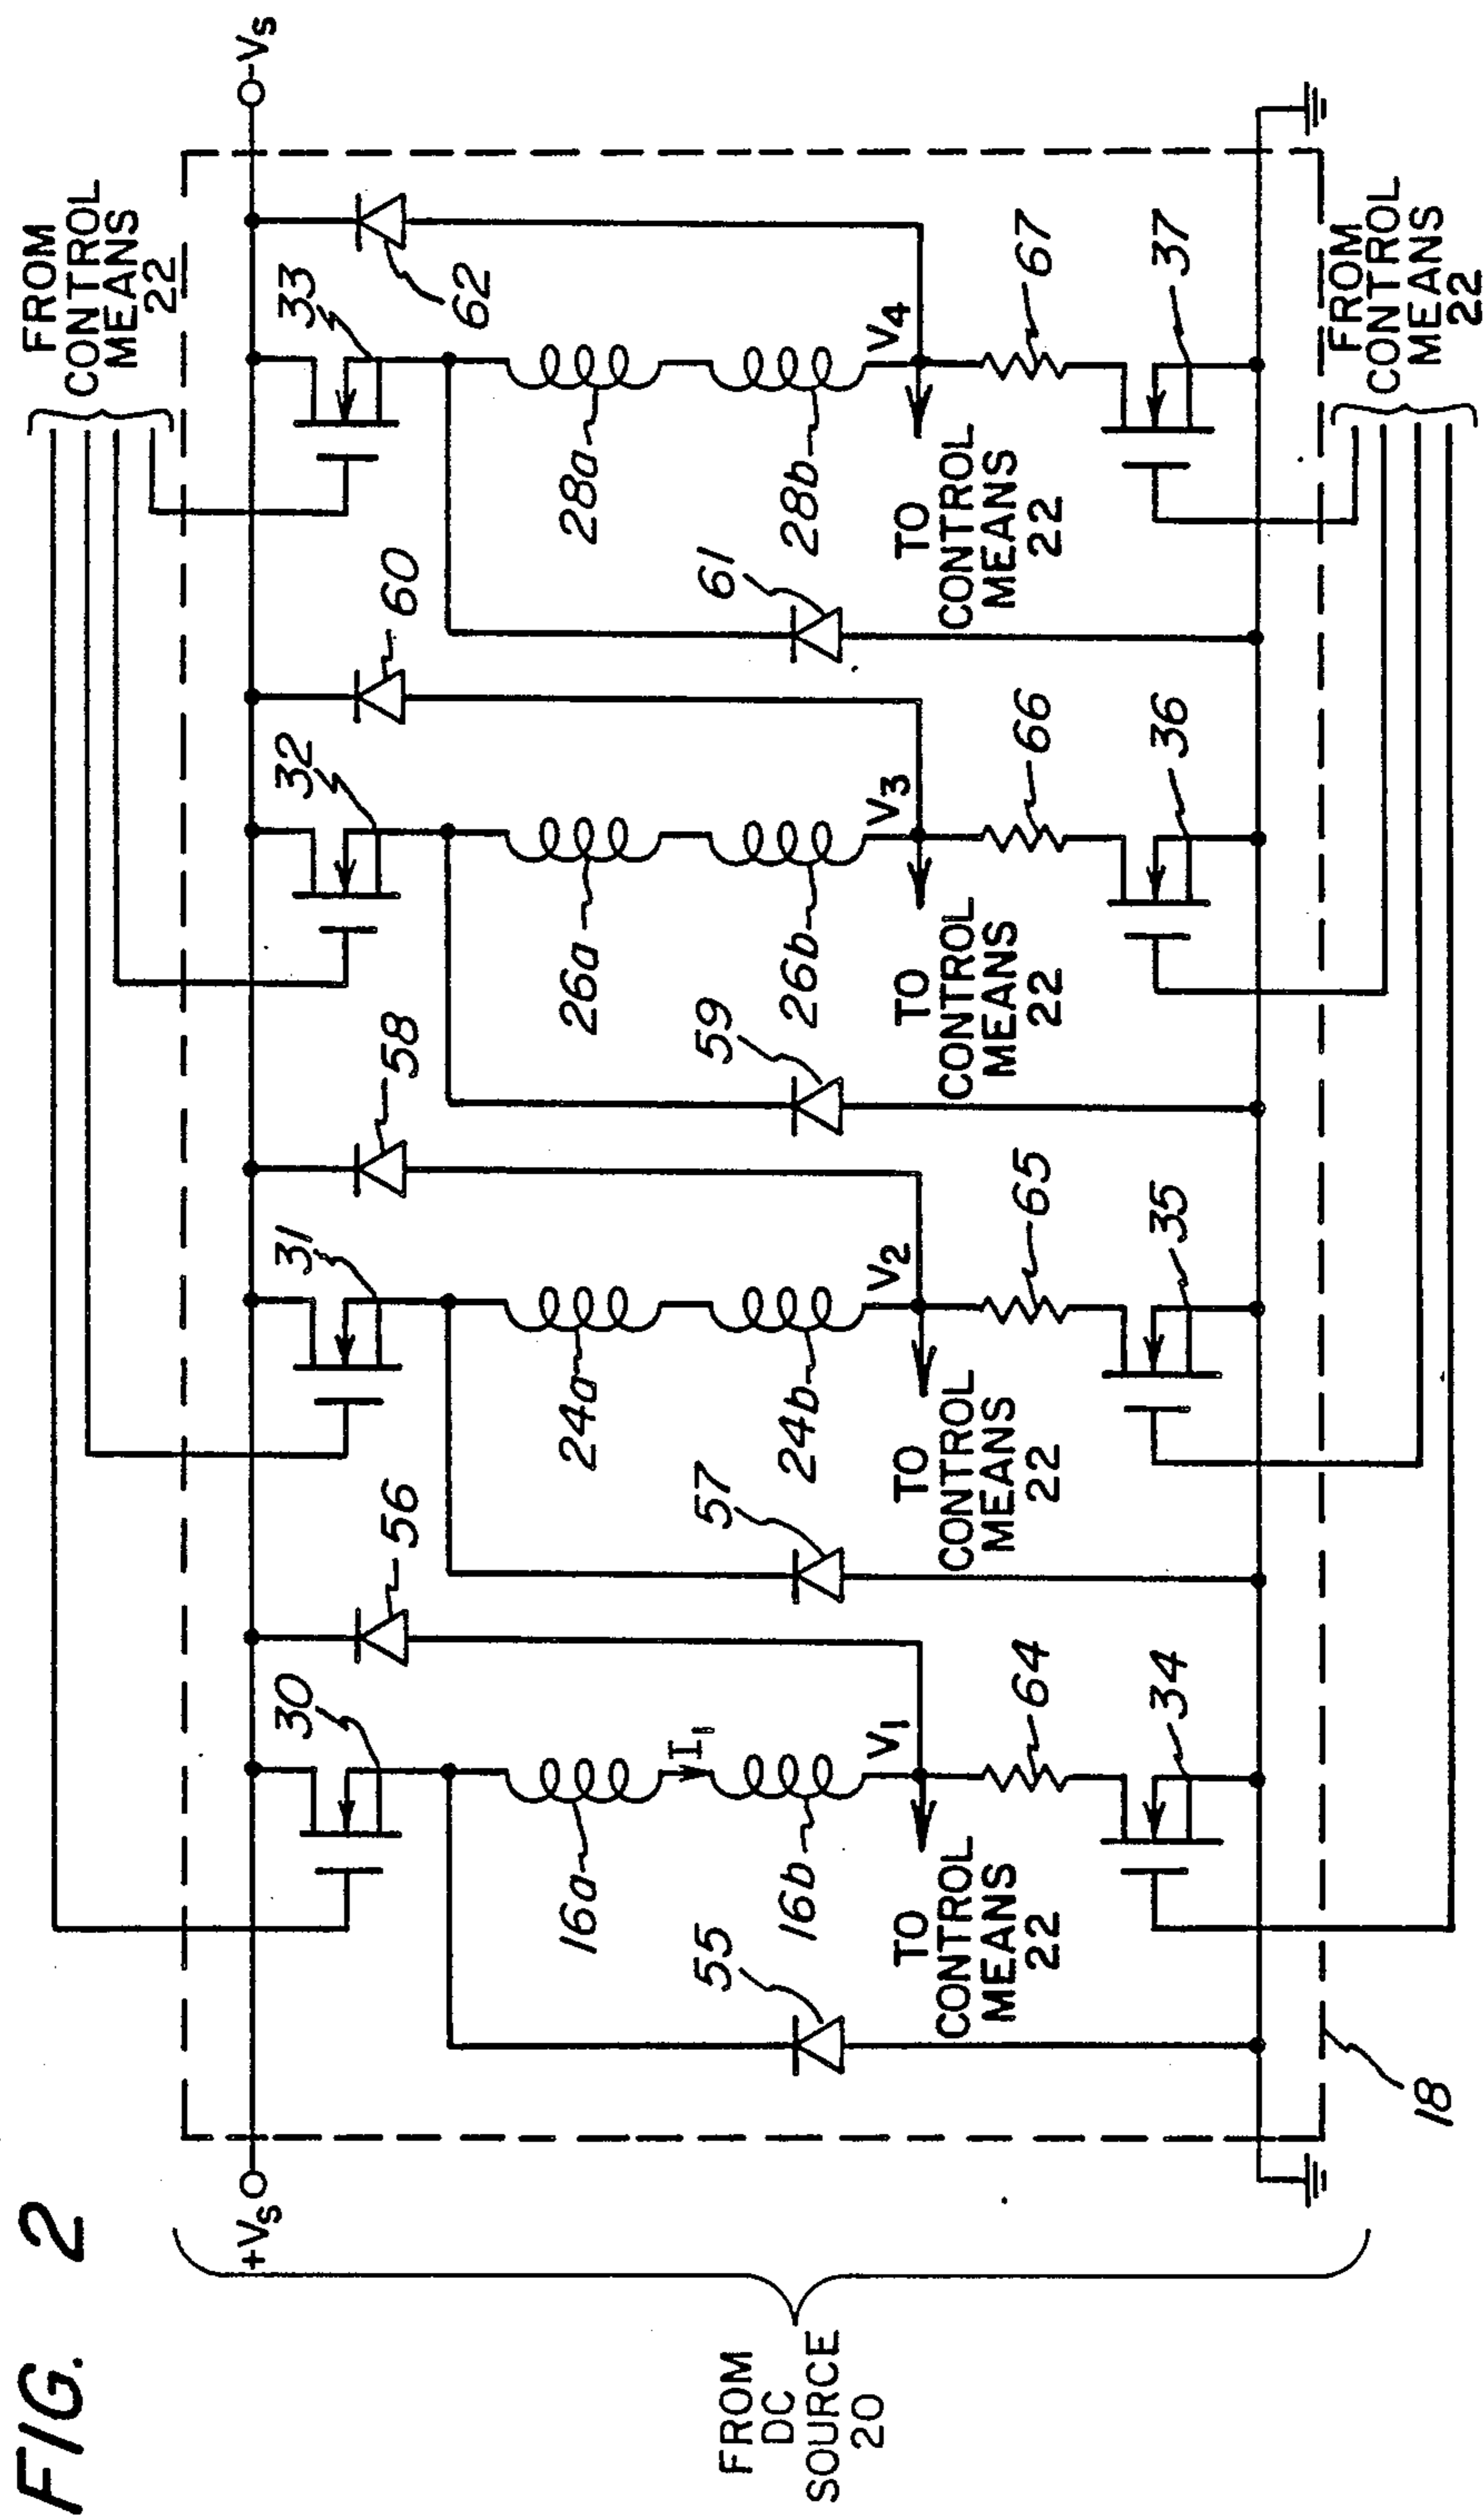 FIG. 2
FROM
CONTROL
MEANS
22
+Vs
-Vs
30
56
31
58
32
60
33
62
16a
24a
26a
28a
I1
55
16b
57
24b
59
26b
61
28b
V1
V2
V3
V4
TO
CONTROL
MEANS
22
TO
CONTROL
MEANS
22
TO
CONTROL
MEANS
22
TO
CONTROL
MEANS
22
64
65
66
67
34
35
36
37
FROM
DC
SOURCE
20
18
FROM
CONTROL
MEANS
22